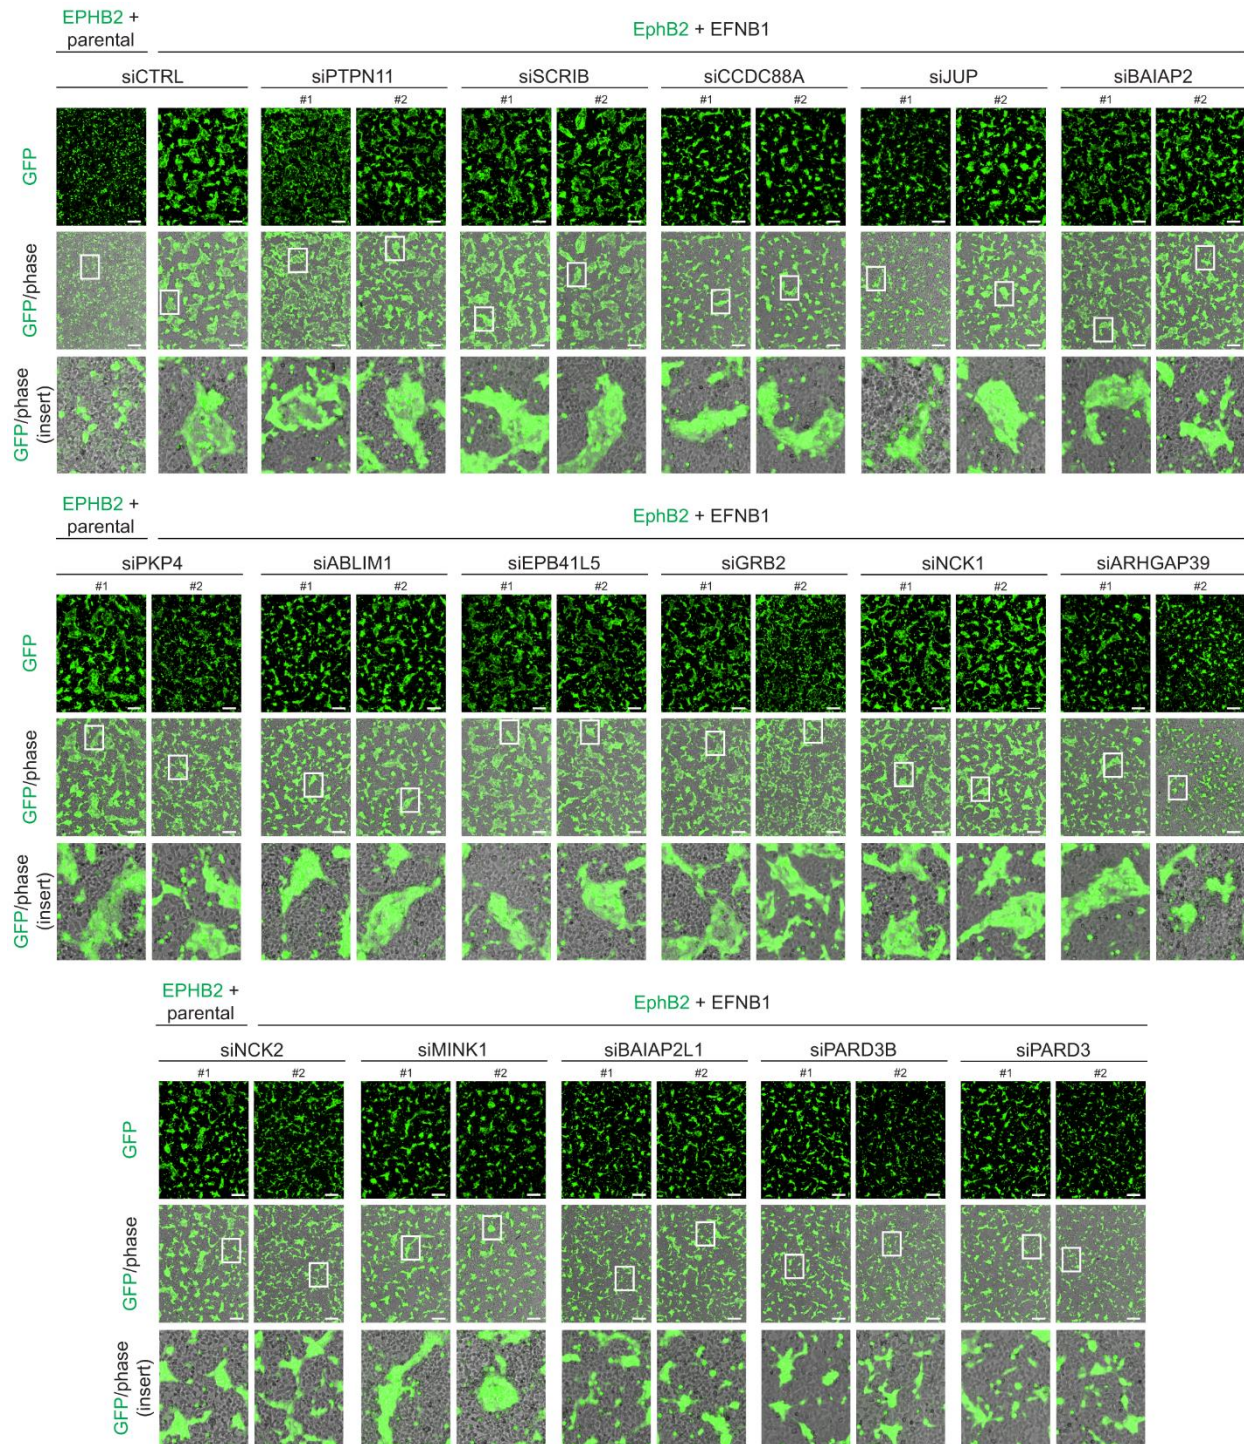 EPHB2 +
parental
EphB2 + EFNB1
siCTRL siPTPN11 siSCRIB siCCDC88A siJUP siBAIAP2
#1 #2 #1 #2 #1 #2 #1 #2 #1 #2
GFP
GFP/phase
GFP/phase
(insert)
EPHB2 +
parental
EphB2 + EFNB1
siPKP4 siABLIM1 siEPB41L5 siGRB2 siNCK1 siARHGAP39
#1 #2 #1 #2 #1 #2 #1 #2 #1 #2 #1 #2
GFP
GFP/phase
GFP/phase
(insert)
EPHB2 +
parental
EphB2 + EFNB1
siNCK2 siMINK1 siBAIAP2L1 siPARD3B siPARD3
#1 #2 #1 #2 #1 #2 #1 #2 #1 #2
GFP
GFP/phase
GFP/phase
(insert)